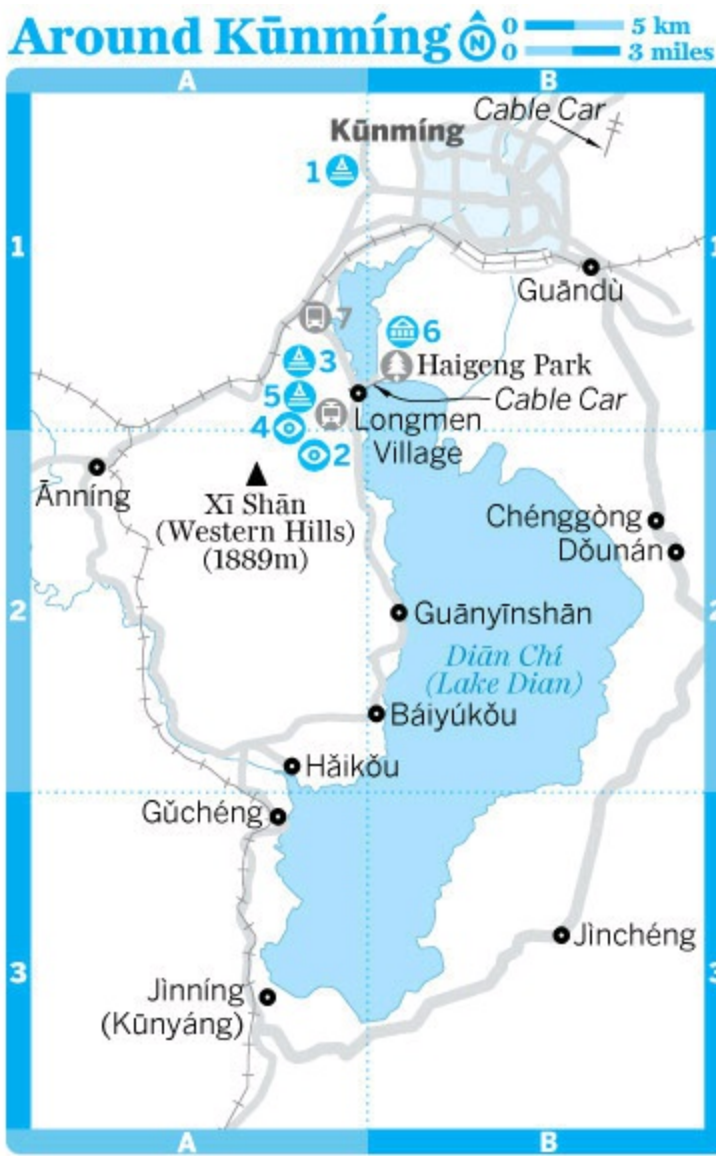 Around Kūnmíng
N
0 5 km
0 3 miles
A B
Cable Car
Kūnmíng
1
1 1
Guāndù
7
6
3
Haigeng Park
5
Cable Car
4
Longmen
Village
2
Ānníng
Xī Shān
(Western Hills)
(1889m)
Chénggòng
Dǒunán
2 2
Guānyīnshān
Diān Chí
(Lake Dian)
Báiyúkǒu
Hǎikǒu
Gǔchéng
Jìnchéng
3 3
Jìnníng
(Kūnyáng)
A B